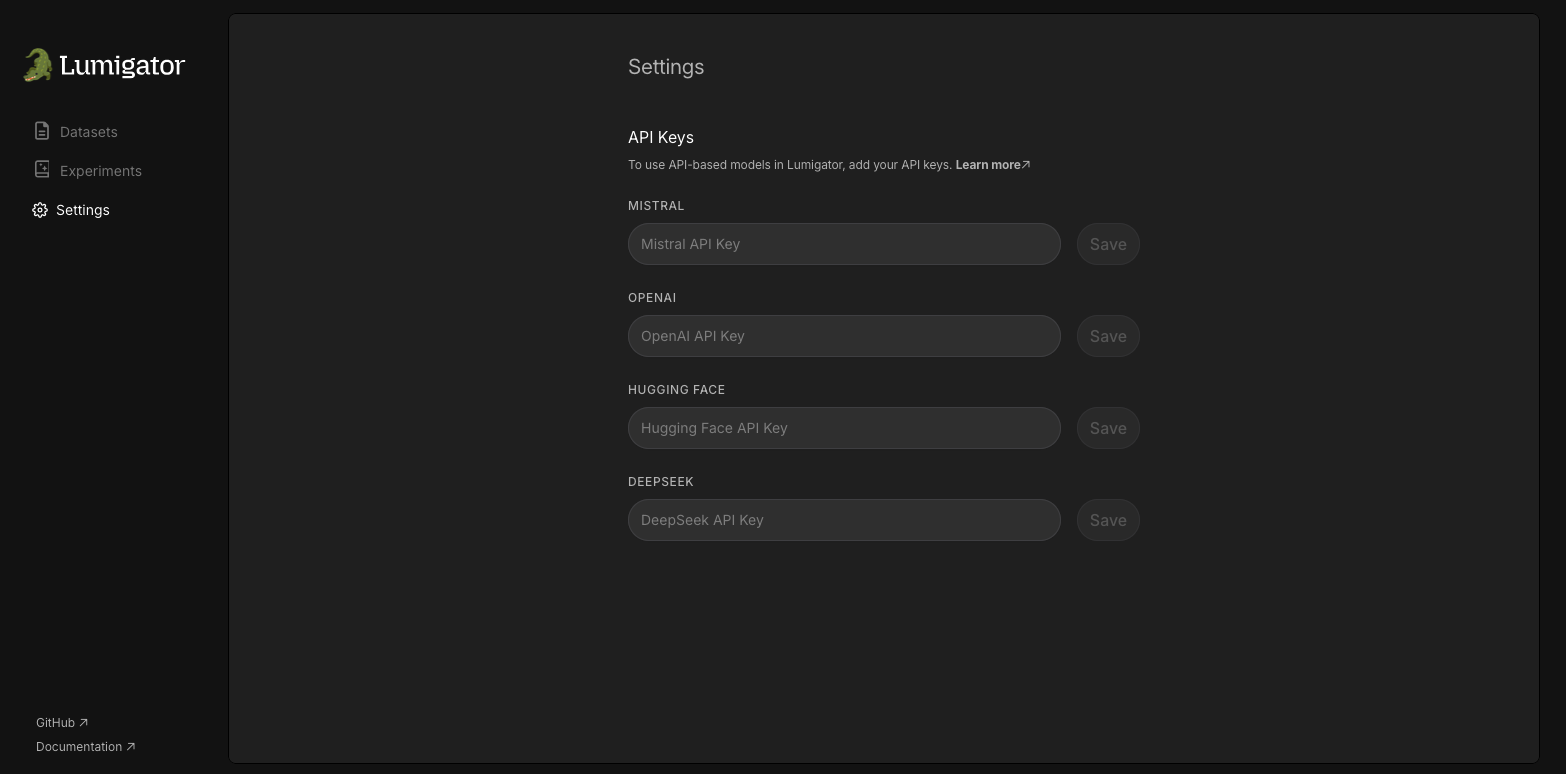 Lumigator
Datasets
Experiments
Settings
GitHub ↗
Documentation ↗
Settings
API Keys
To use API-based models in Lumigator, add your API keys. Learn more↗
MISTRAL
Mistral API Key
Save
OPENAI
OpenAI API Key
Save
HUGGING FACE
Hugging Face API Key
Save
DEEPSEEK
DeepSeek API Key
Save